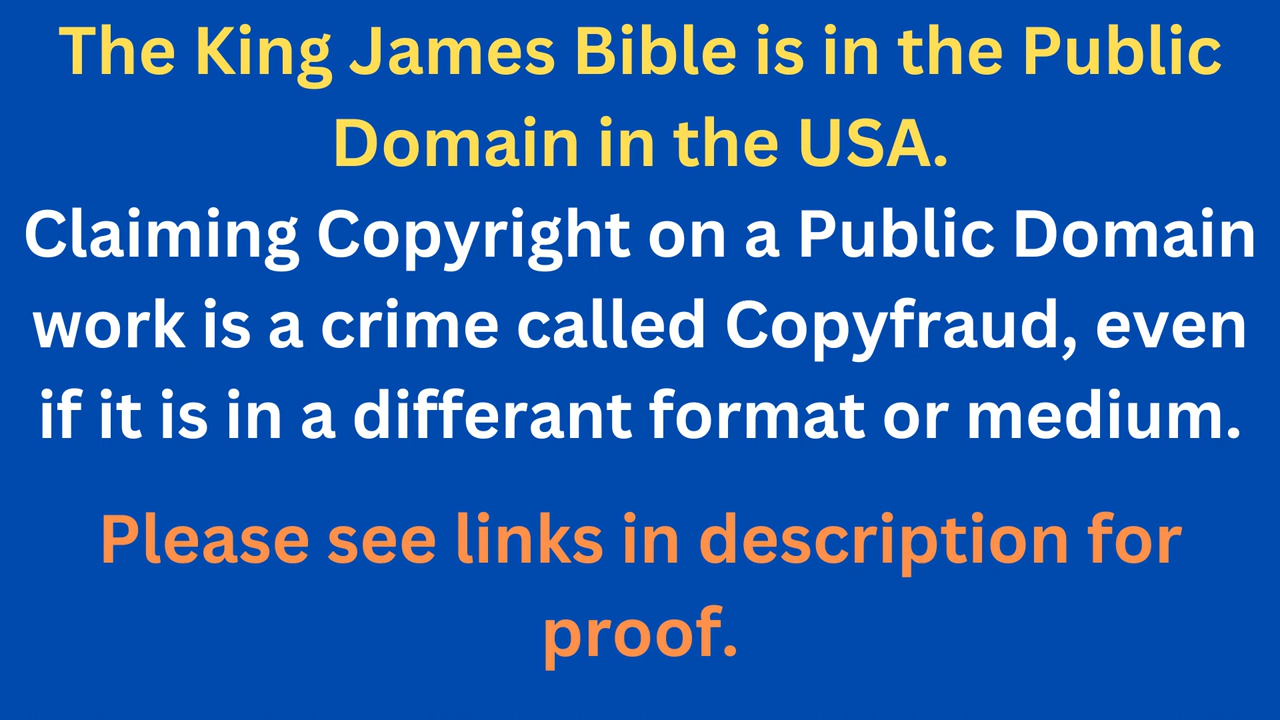 The King James Bible is in the Public
Domain in the USA.
Claiming Copyright on a Public Domain
work is a crime called Copyfraud, even
if it is in a differant format or medium.
Please see links in description for
proof.